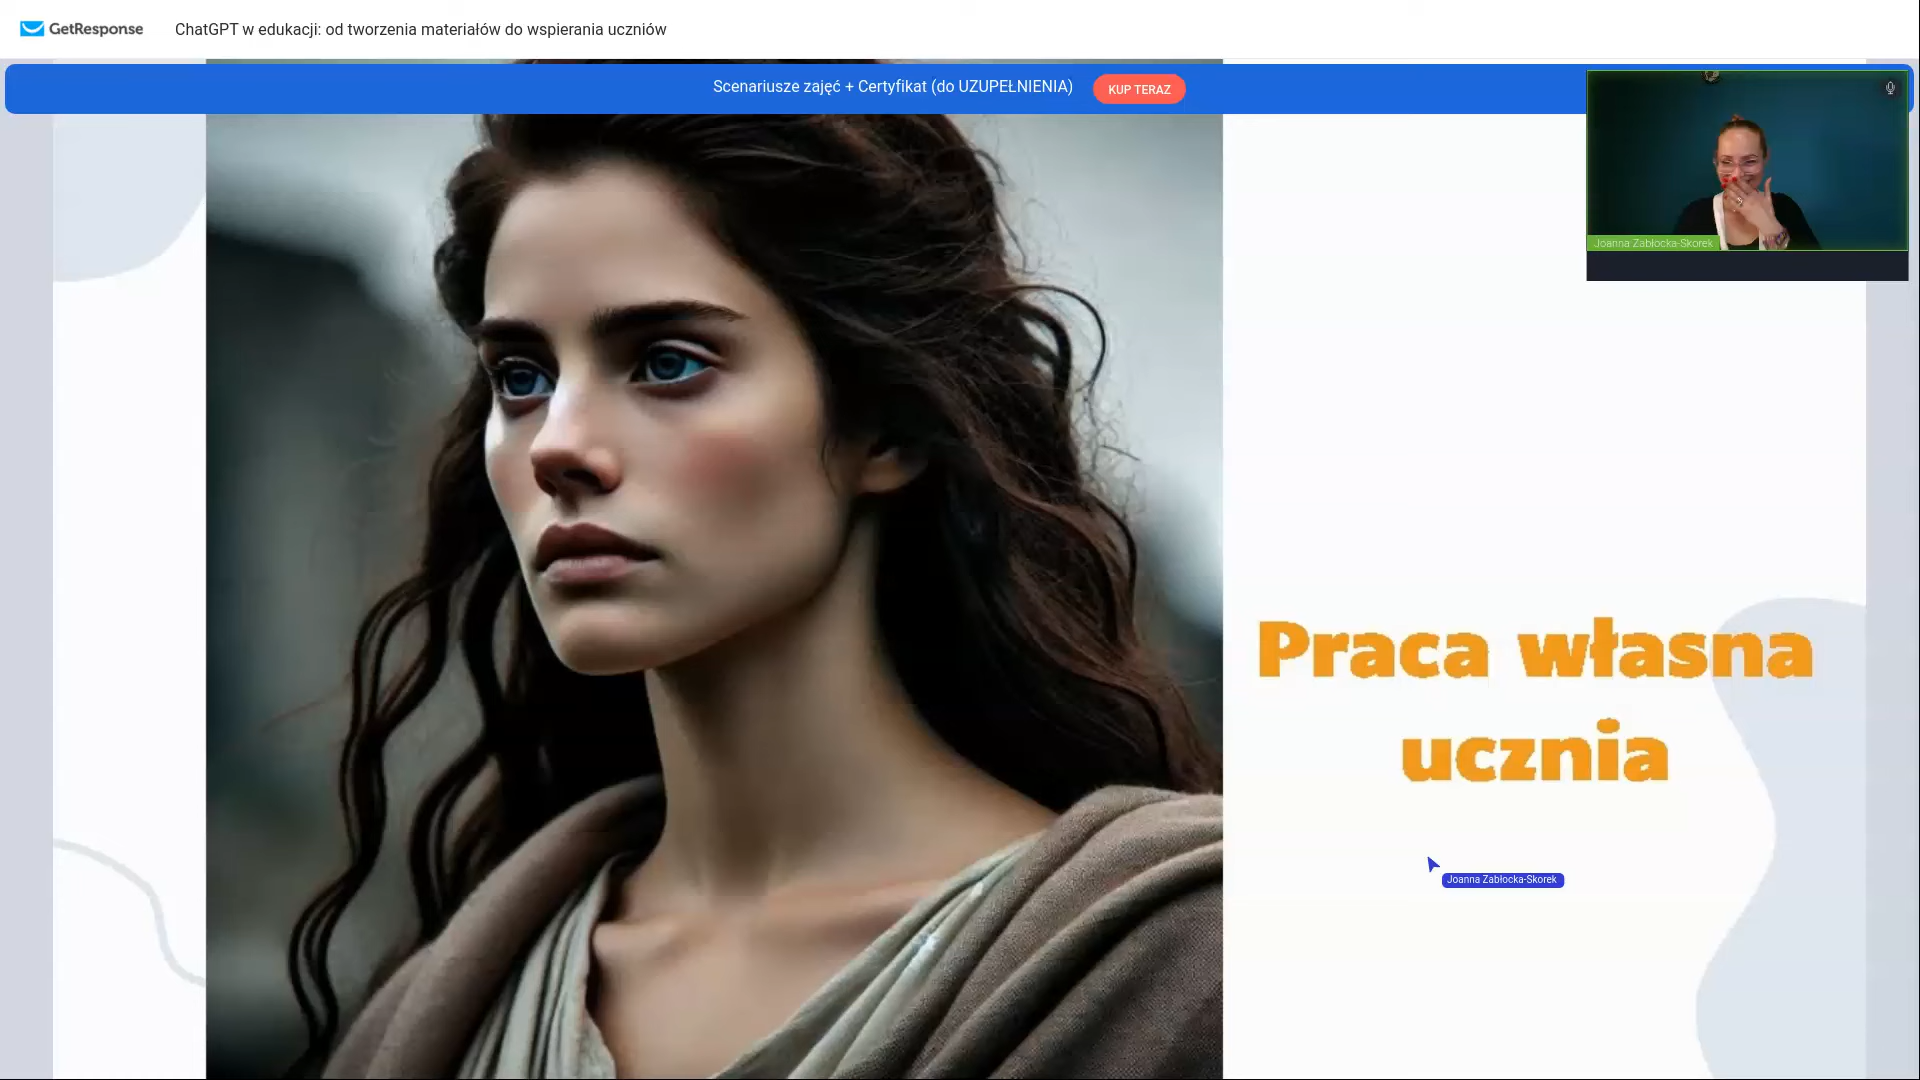 GetResponse
ChatGPT w edukacji: od tworzenia materiałów do wspierania uczniów
Scenariusze zajęć + Certyfikat (do UZUPEŁNIENIA)
KUP TERAZ
Joanna Zabłocka-Skorek
Praca własna
ucznia
Joanna Zabłocka-Skorek